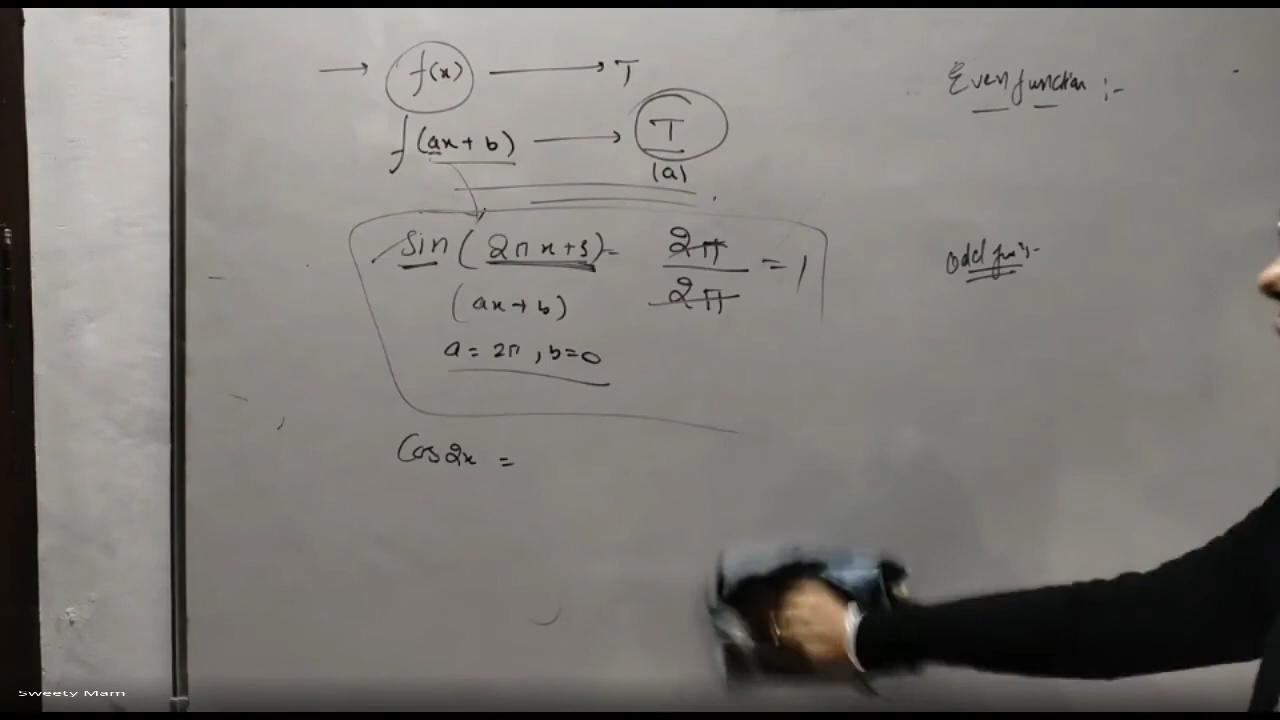 → f(x) → T
f(ax+b) → T
|a|
sin (2πx+3) = 2π/2π = 1
(ax+b)
a = 2π, b=0
Cos2x =
Even function :-
Odd fun's:-
Sweety Mam